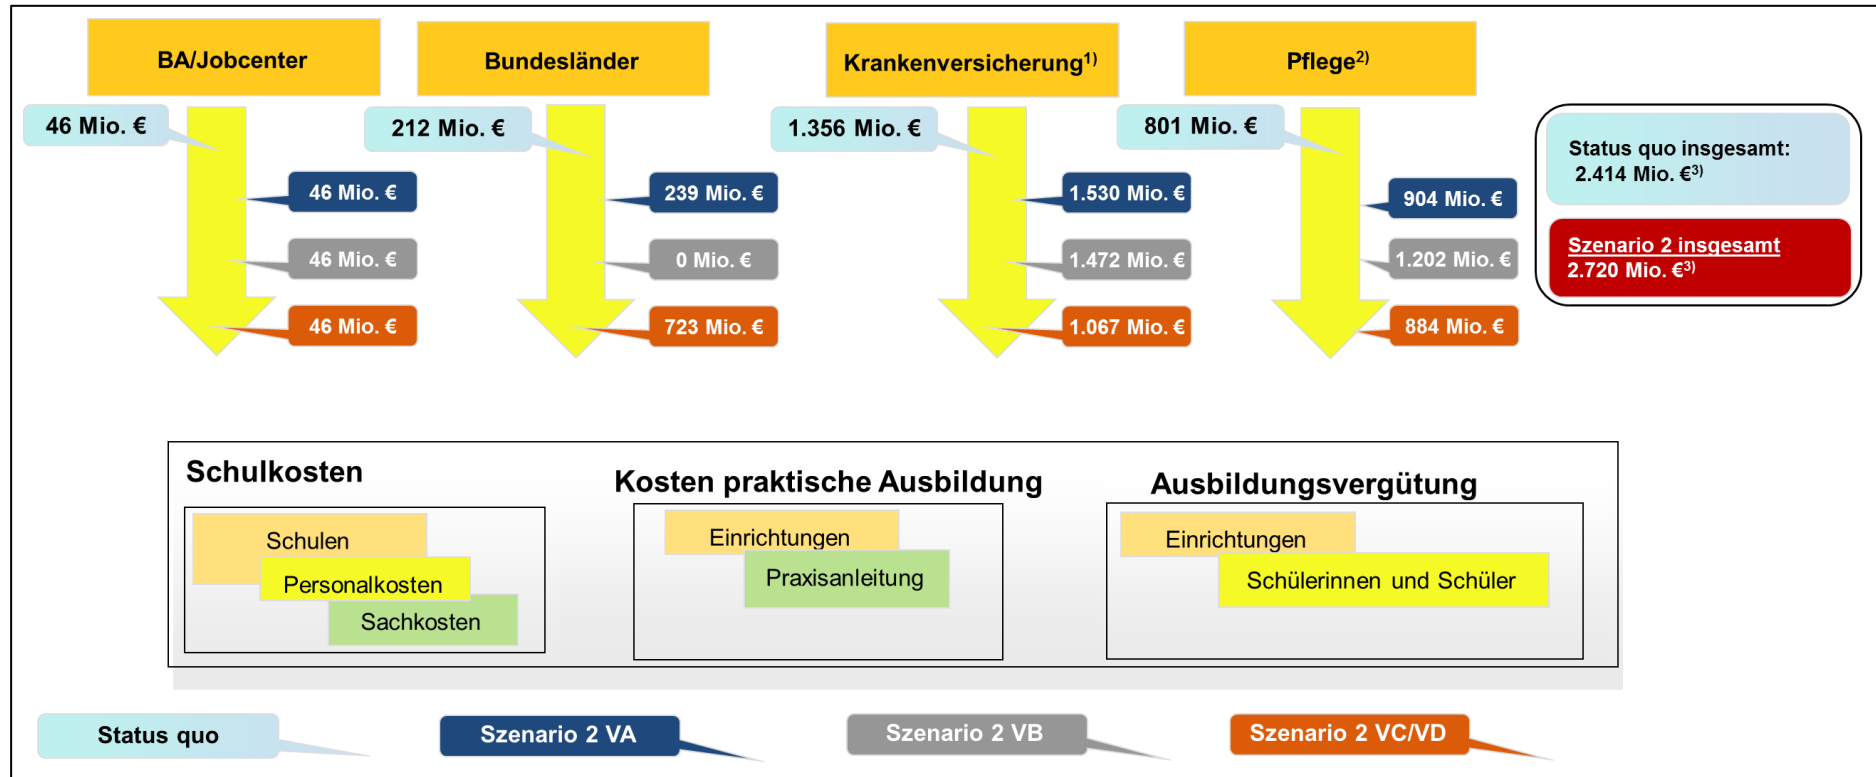 BA/Jobcenter
Bundesländer
Krankenversicherung1)
Pflege2)
46 Mio. €
212 Mio. €
1.356 Mio. €
801 Mio. €
46 Mio. €
239 Mio. €
1.530 Mio. €
904 Mio. €
46 Mio. €
0 Mio. €
1.472 Mio. €
1.202 Mio. €
46 Mio. €
723 Mio. €
1.067 Mio. €
884 Mio. €
Status quo insgesamt:
2.414 Mio. €3)
Szenario 2 insgesamt
2.720 Mio. €3)
Schulkosten
Schulen
Personalkosten
Sachkosten
Kosten praktische Ausbildung
Einrichtungen
Praxisanleitung
Ausbildungsvergütung
Einrichtungen
Schülerinnen und Schüler
Status quo
Szenario 2 VA
Szenario 2 VB
Szenario 2 VC/VD